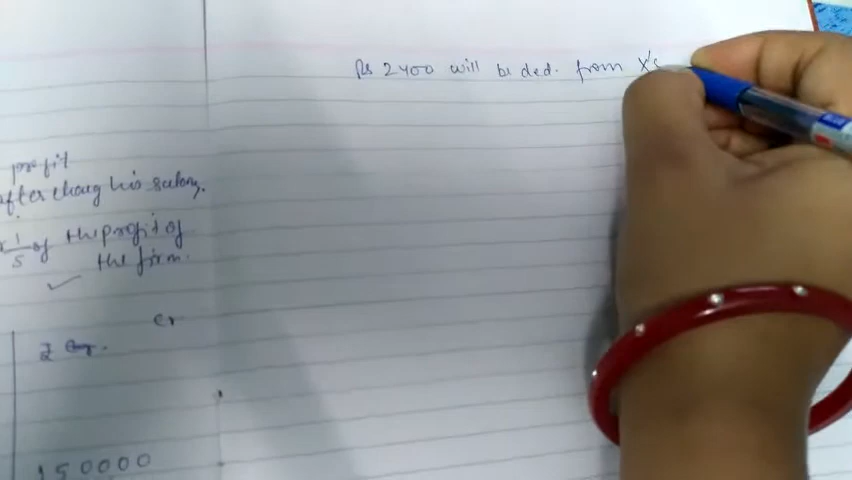 Rs 2400 will be ded. from X's
profit
after charg his salary.
1/5 of the profit of
the firm.
Cr
₹
150000